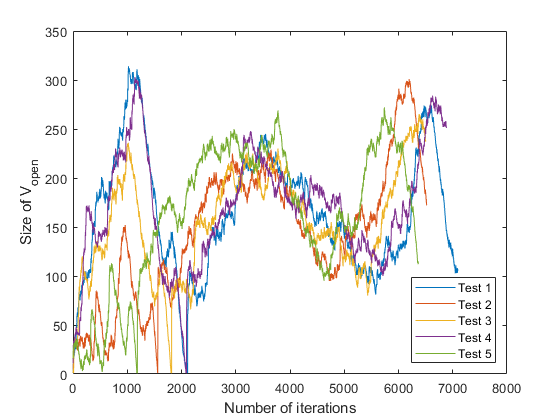 350
300
250
200
150
100
50
0
Size of Vopen
0 1000 2000 3000 4000 5000 6000 7000 8000
Number of iterations
Test 1
Test 2
Test 3
Test 4
Test 5